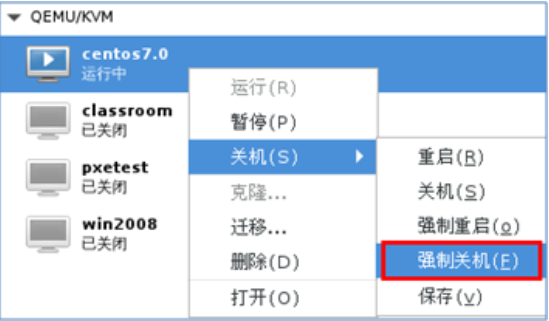 QEMU/KVM
centos7.0
运行中
classroom
已关闭
pxetest
已关闭
win2008
已关闭
运行(R)
暂停(P)
关机(S)
克隆...
迁移...
删除(D)
打开(O)
重启(R)
关机(S)
强制重启(o)
强制关机(F)
保存(v)